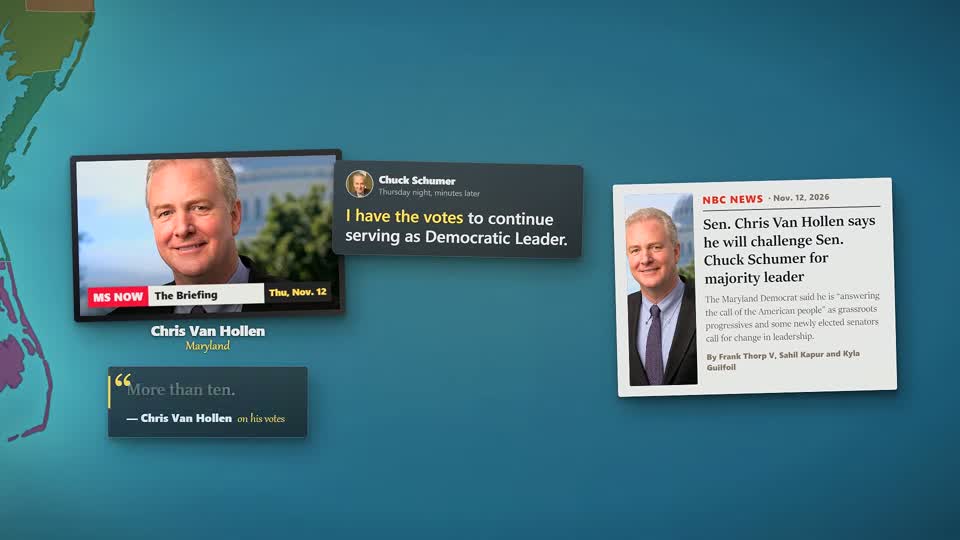 MS NOW
The Briefing
Thu, Nov. 12
Chris Van Hollen
Maryland
“More than ten.
— Chris Van Hollen on his votes
Chuck Schumer
Thursday night, minutes later
I have the votes to continue
serving as Democratic Leader.
NBC NEWS · Nov. 12, 2026
Sen. Chris Van Hollen says
he will challenge Sen.
Chuck Schumer for
majority leader
The Maryland Democrat said he is “answering
the call of the American people” as grassroots
progressives and some newly elected senators
call for change in leadership.
By Frank Thorp V, Sahil Kapur and Kyla
Guilfoil